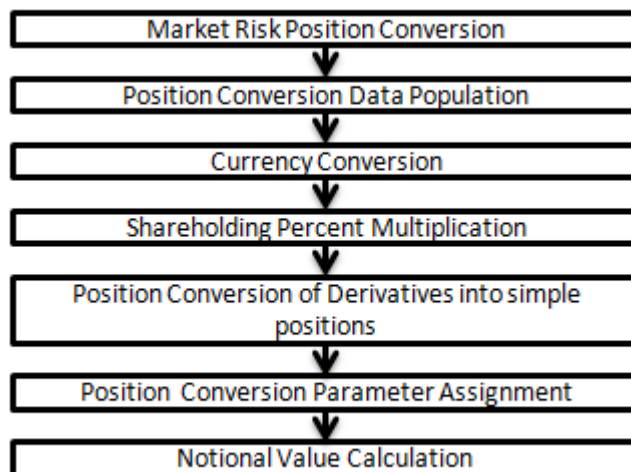 Market Risk Position Conversion
Position Conversion Data Population
Currency Conversion
Shareholding Percent Multiplication
Position Conversion of Derivatives into simple
positions
Position Conversion Parameter Assignment
Notional Value Calculation